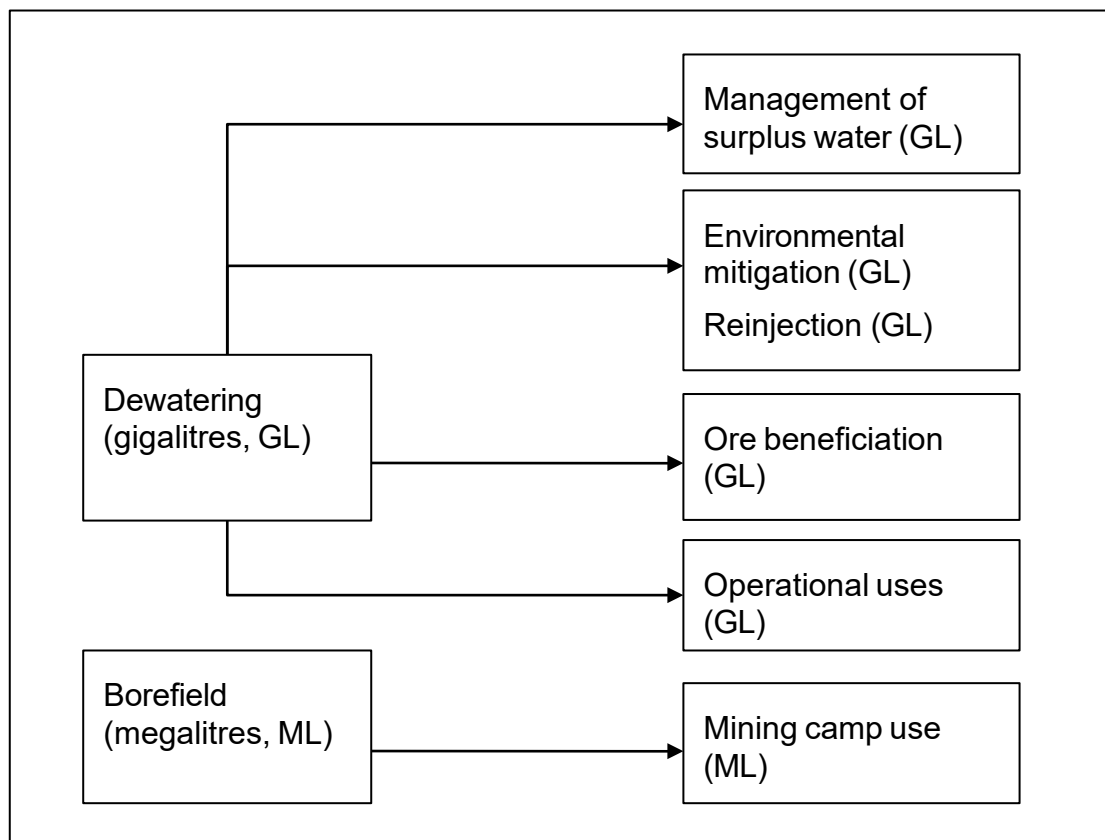 Management of
surplus water (GL)
Environmental
mitigation (GL)
Reinjection (GL)
Dewatering
(gigalitres, GL)
Ore beneficiation
(GL)
Operational uses
(GL)
Borefield
(megalitres, ML)
Mining camp use
(ML)